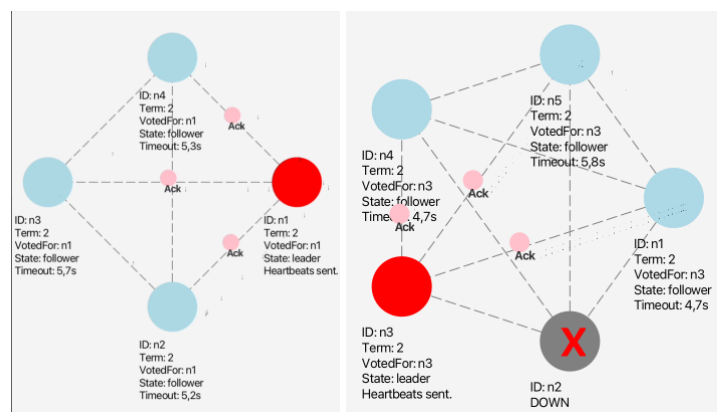 ID: n4
Term: 2
VotedFor: n1
State: follower
Timeout: 5,3s
Ack
Ack
ID: n3
Term: 2
VotedFor: n1
State: follower
Timeout: 5,7s
ID: n1
Term: 2
VotedFor: n1
State: leader
Heartbeats sent.
Ack
ID: n2
Term: 2
VotedFor: n1
State: follower
Timeout: 5,2s
ID: n5
Term: 2
VotedFor: n3
State: follower
Timeout: 5,8s
ID: n4
Term: 2
VotedFor: n3
State: follower
Timeout: 4,7s
Ack
Ack
Ack
ID: n1
Term: 2
VotedFor: n3
State: follower
Timeout: 4,7s
ID: n3
Term: 2
VotedFor: n3
State: leader
Heartbeats sent.
X
ID: n2
DOWN